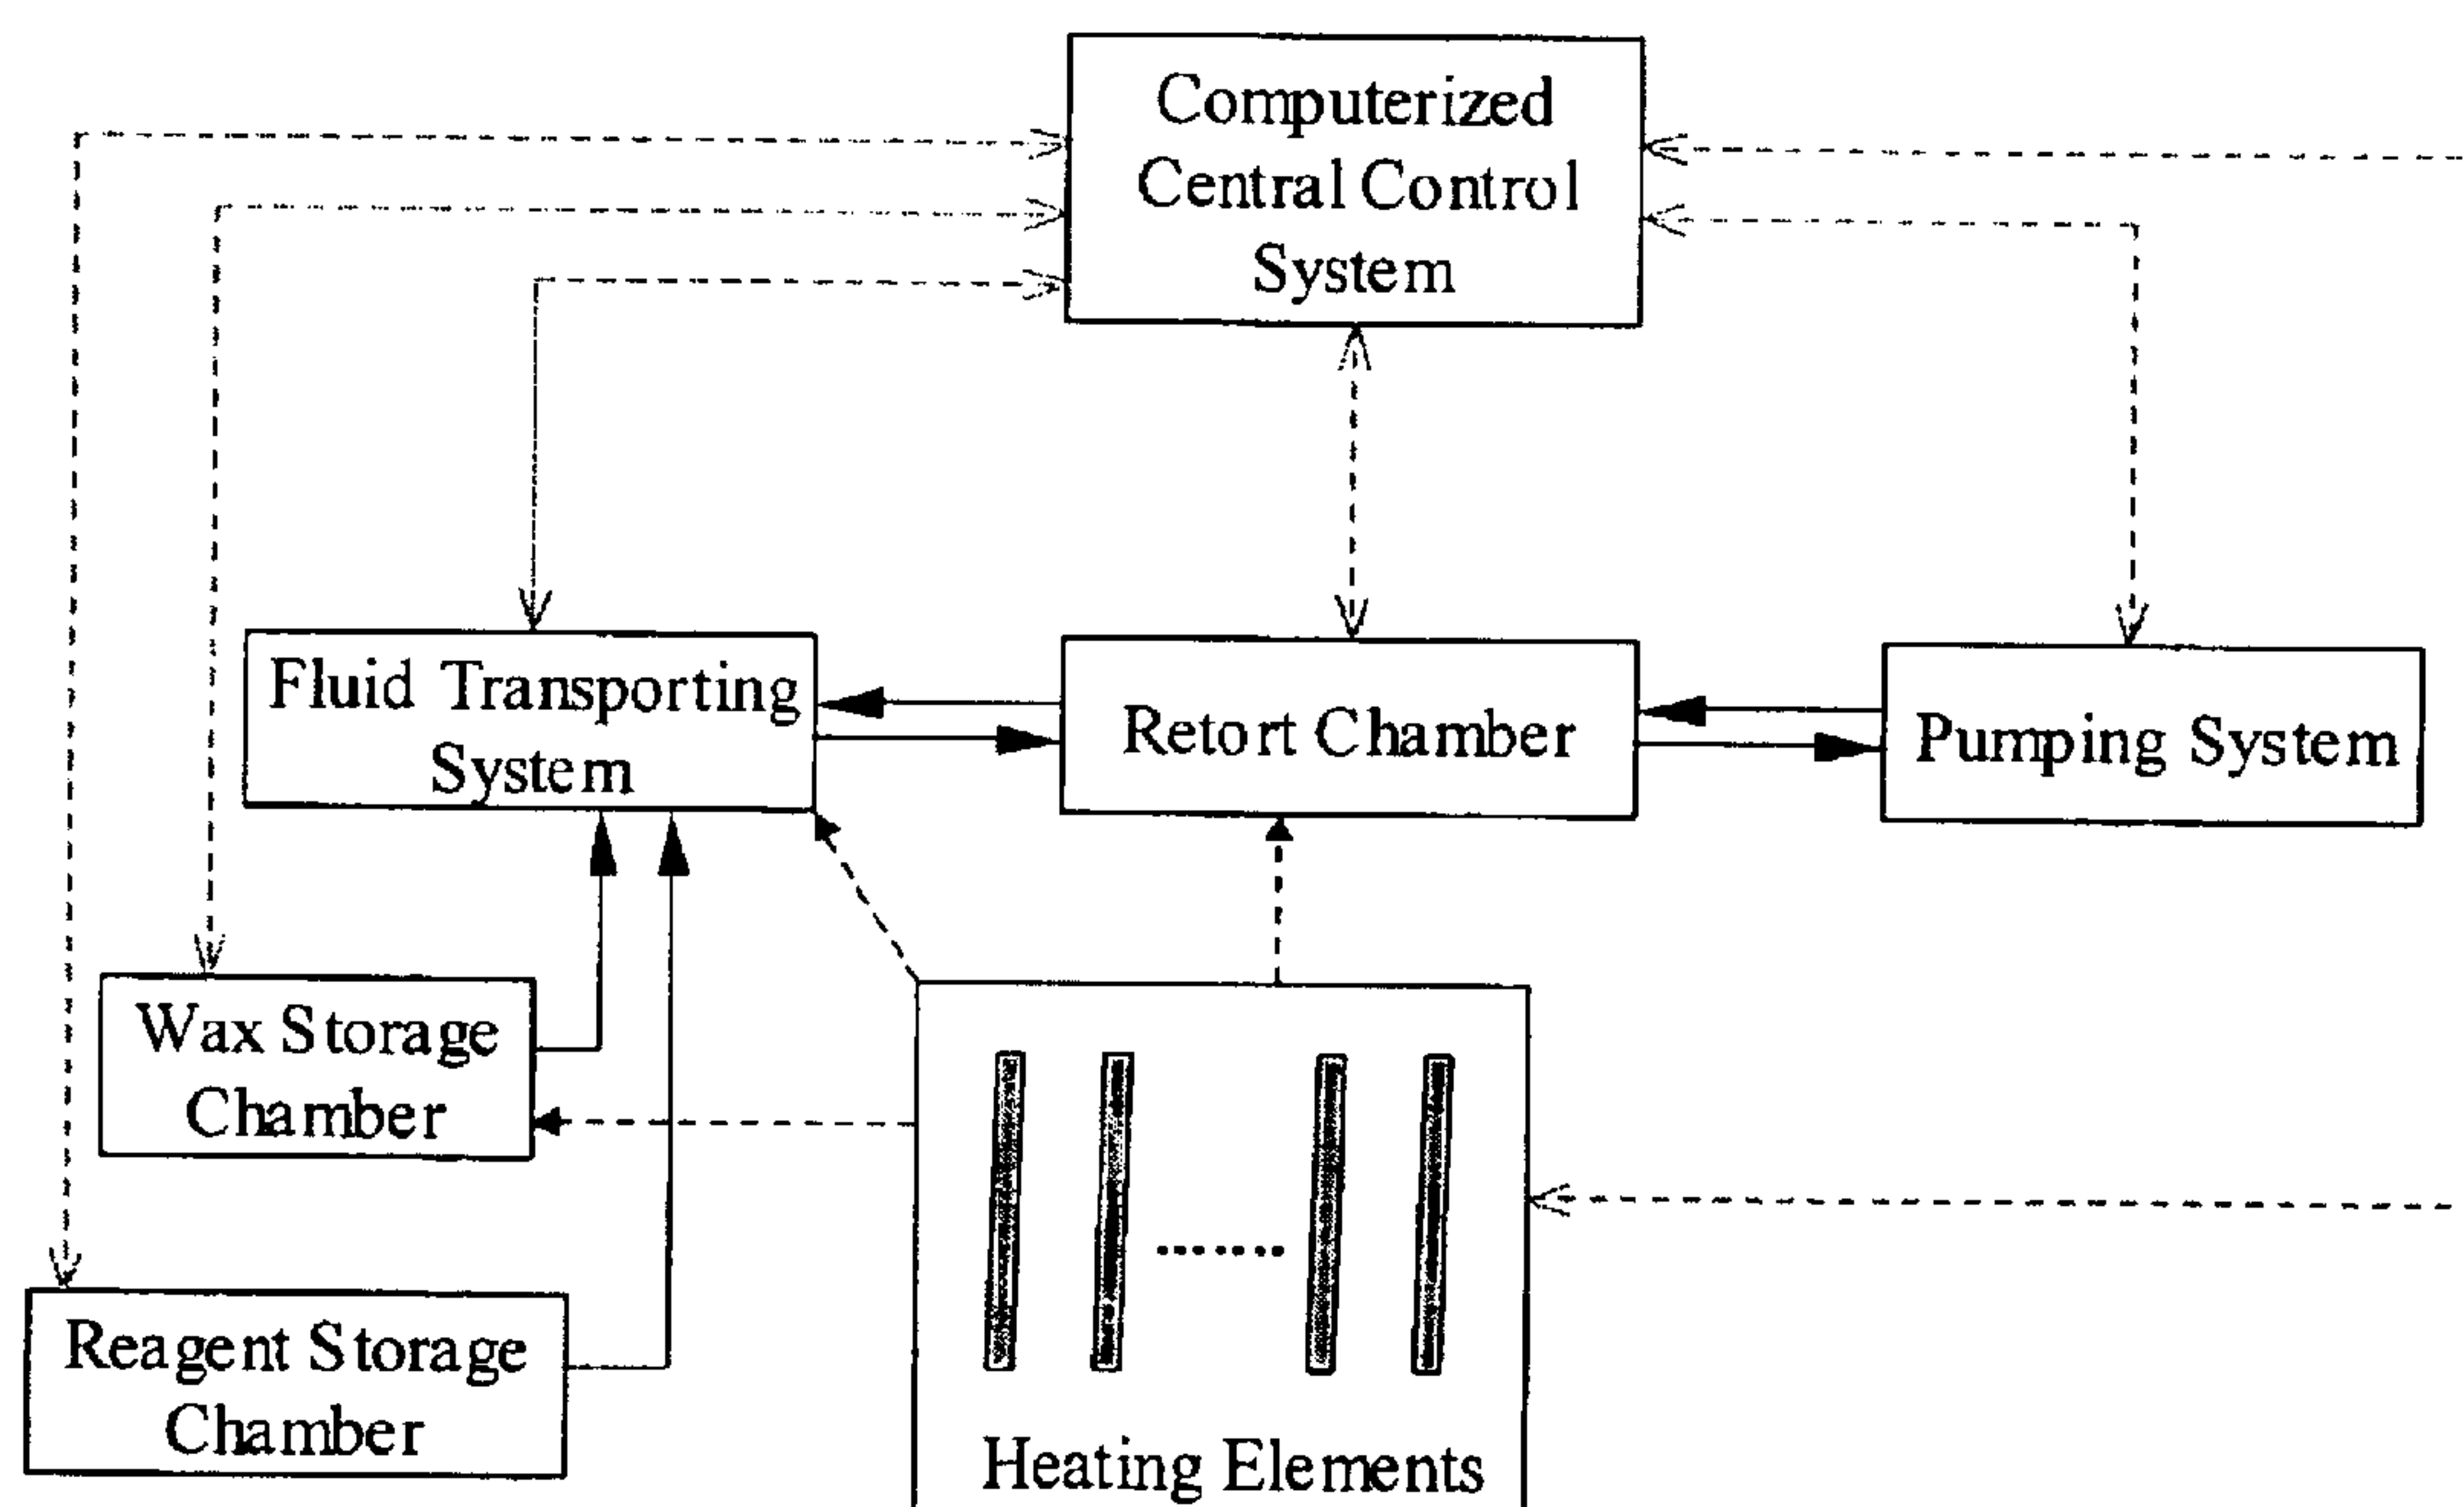 Computerized
Central Control
System
Fluid Transporting
System
Retort Chamber
Pumping System
Wax Storage
Chamber
Reagent Storage
Chamber
Heating Elements